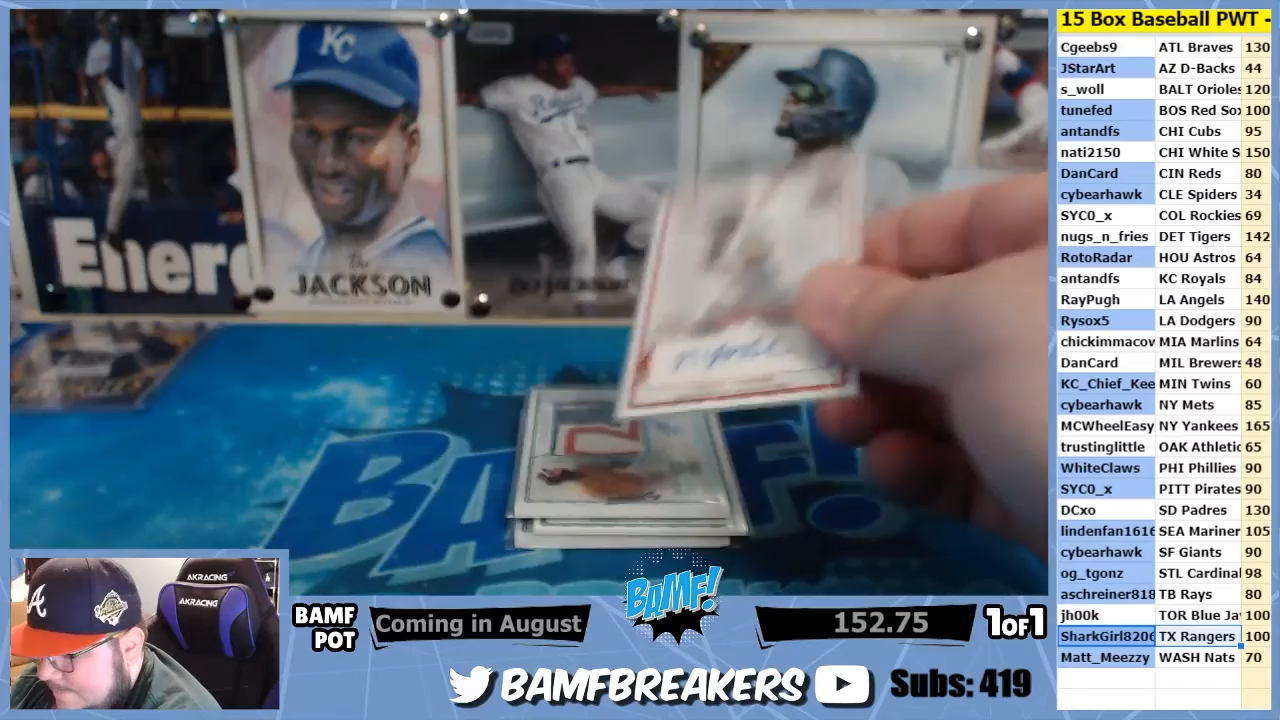 15 Box Baseball PWT -
Cgeebs9 ATL Braves 130
JStarArt AZ D-Backs 44
s_woll BALT Orioles 120
tunefed BOS Red Sox 100
antandfs CHI Cubs 95
nati2150 CHI White S 150
DanCard CIN Reds 80
cybearhawk CLE Spiders 34
SYC0_x COL Rockies 69
nugs_n_fries DET Tigers 142
RotoRadar HOU Astros 64
antandfs KC Royals 84
RayPugh LA Angels 140
Rysox5 LA Dodgers 90
chickimmacov MIA Marlins 64
DanCard MIL Brewers 48
KC_Chief_Kee MIN Twins 60
cybearhawk NY Mets 85
MCWheelEasy NY Yankees 165
trustinglittle OAK Athletic 65
WhiteClaws PHI Phillies 90
SYC0_x PITT Pirates 90
DCxo SD Padres 130
lindenfan1616 SEA Mariner 105
cybearhawk SF Giants 90
og_tgonz STL Cardinal 98
aschreiner818 TB Rays 80
jh00k TOR Blue Ja 100
SharkGirl8206 TX Rangers 100
Matt_Meezzy WASH Nats 70
KC
Royals
Ener
JACKSON
BA F!
AKRACING
AKRACING
A
BAMF
POT
Coming in August
BAMF!
152.75
1OF1
BAMFBREAKERS
Subs: 419